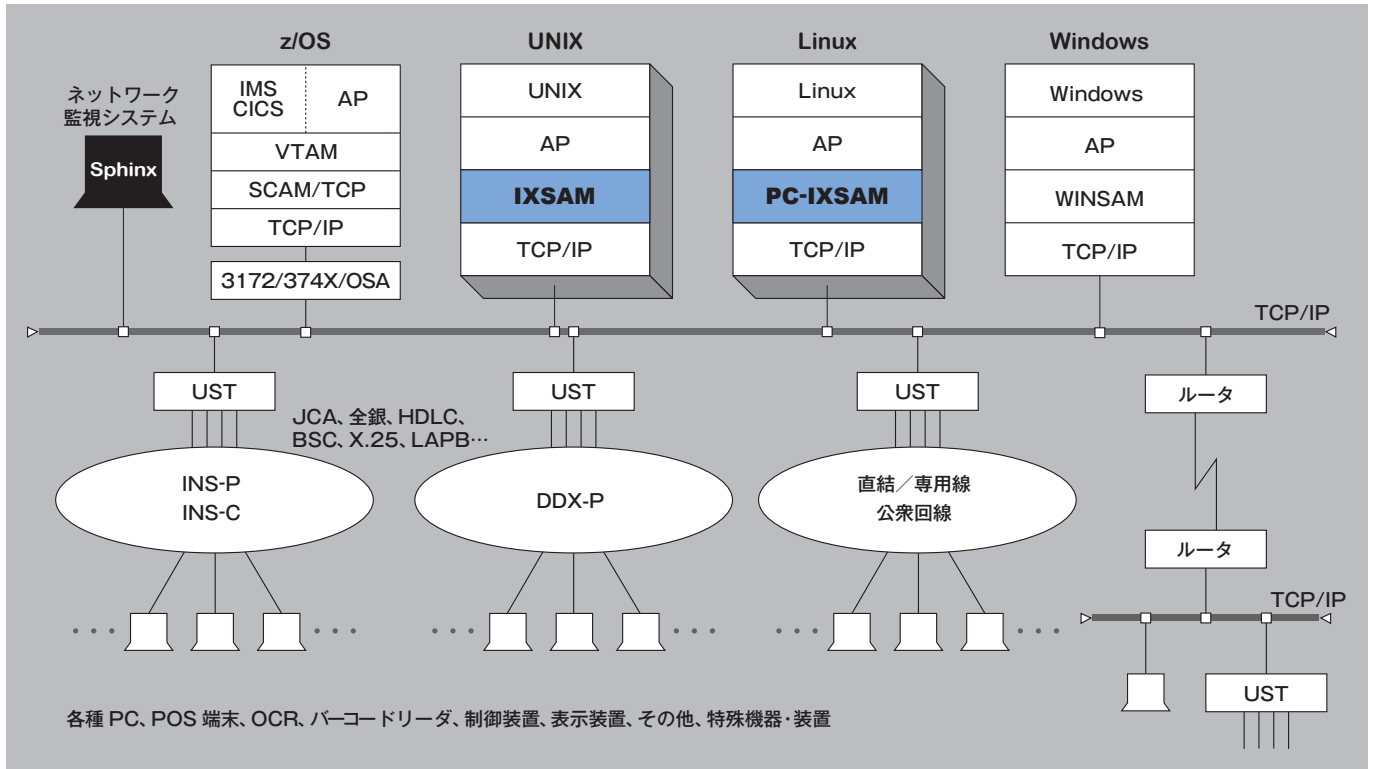 z/OS
UNIX
Linux
Windows
ネットワーク
監視システム
Sphinx
IMS
CICS
AP
VTAM
SCAM/TCP
TCP/IP
3172/374X/OSA
UNIX
AP
IXSAM
TCP/IP
Linux
AP
PC-IXSAM
TCP/IP
Windows
AP
WINSAM
TCP/IP
TCP/IP
UST
UST
UST
ルータ
JCA、全銀、HDLC、
BSC、X.25、LAPB…
INS-P
INS-C
DDX-P
直結／専用線
公衆回線
ルータ
TCP/IP
UST
各種 PC、POS 端末、OCR、バーコードリーダ、制御装置、表示装置、その他、特殊機器・装置